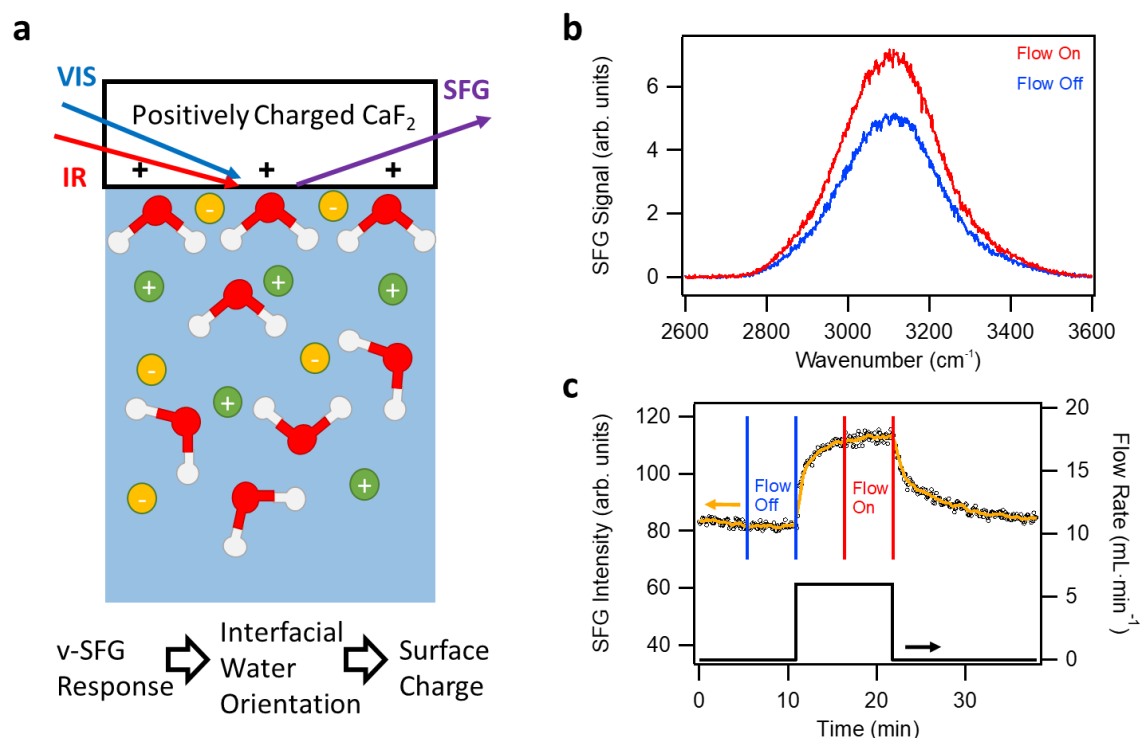 a
VIS
SFG
Positively Charged CaF₂
+ + +
IR
- -
+ + +
- -
+
- +
v-SFG
Response
Interfacial
Water
Orientation
Surface
Charge
b
Flow On
Flow Off
SFG Signal (arb. units)
6
4
2
0
2600 2800 3000 3200 3400 3600
Wavenumber (cm⁻¹)
c
SFG Intensity (arb. units)
120
100
80
60
40
Flow
Off
Flow
On
20
15
10
5
0
Flow Rate (mL·min⁻¹)
0 10 20 30
Time (min)